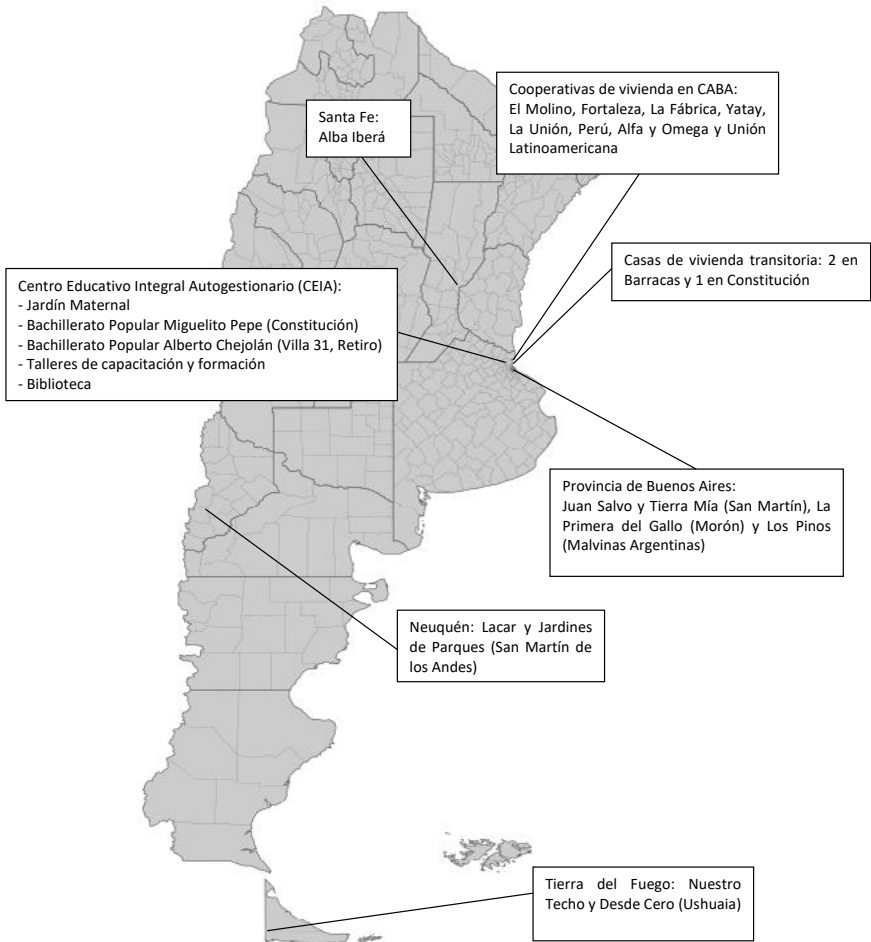 Cooperativas de vivienda en CABA:
El Molino, Fortaleza, La Fábrica, Yatay,
La Unión, Perú, Alfa y Omega y Unión
Latinoamericana
Santa Fe:
Alba Iberá
Casas de vivienda transitoria: 2 en
Barracas y 1 en Constitución
Centro Educativo Integral Autogestionario (CEIA):
- Jardín Maternal
- Bachillerato Popular Miguelito Pepe (Constitución)
- Bachillerato Popular Alberto Chejolán (Villa 31, Retiro)
- Talleres de capacitación y formación
- Biblioteca
Provincia de Buenos Aires:
Juan Salvo y Tierra Mía (San Martín), La
Primera del Gallo (Morón) y Los Pinos
(Malvinas Argentinas)
Neuquén: Lacar y Jardines
de Parques (San Martín de
los Andes)
Tierra del Fuego: Nuestro
Techo y Desde Cero (Ushuaia)